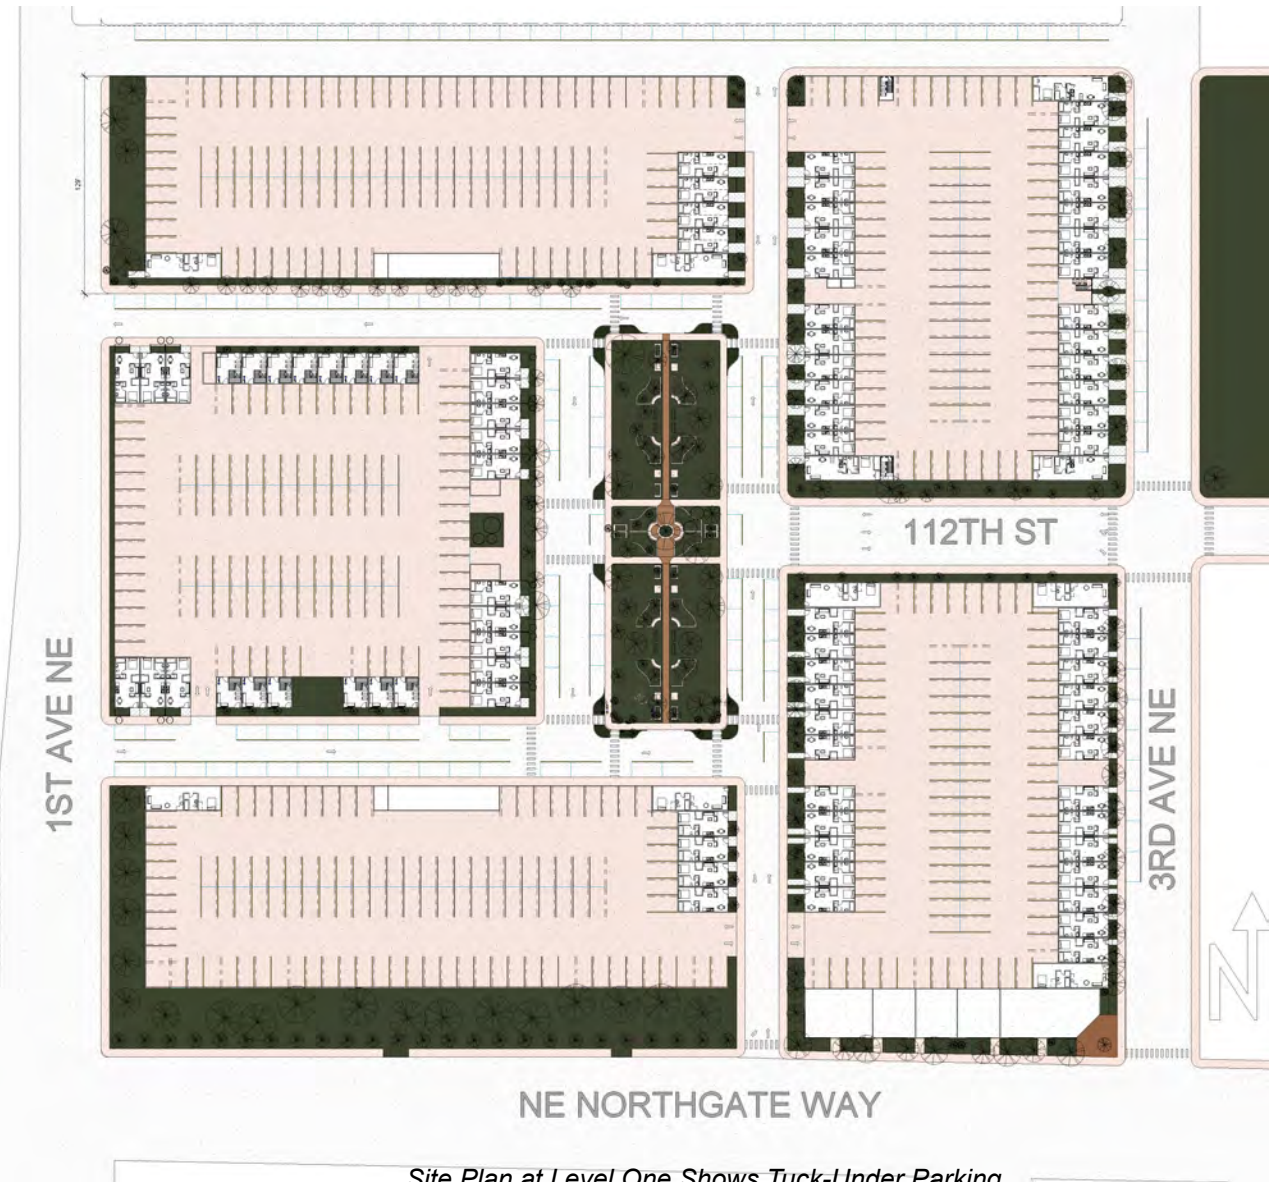 129'
112TH ST
1ST AVE NE
3RD AVE NE
N
NE NORTHGATE WAY
Site Plan at Level One Shows Tuck-Under Parking